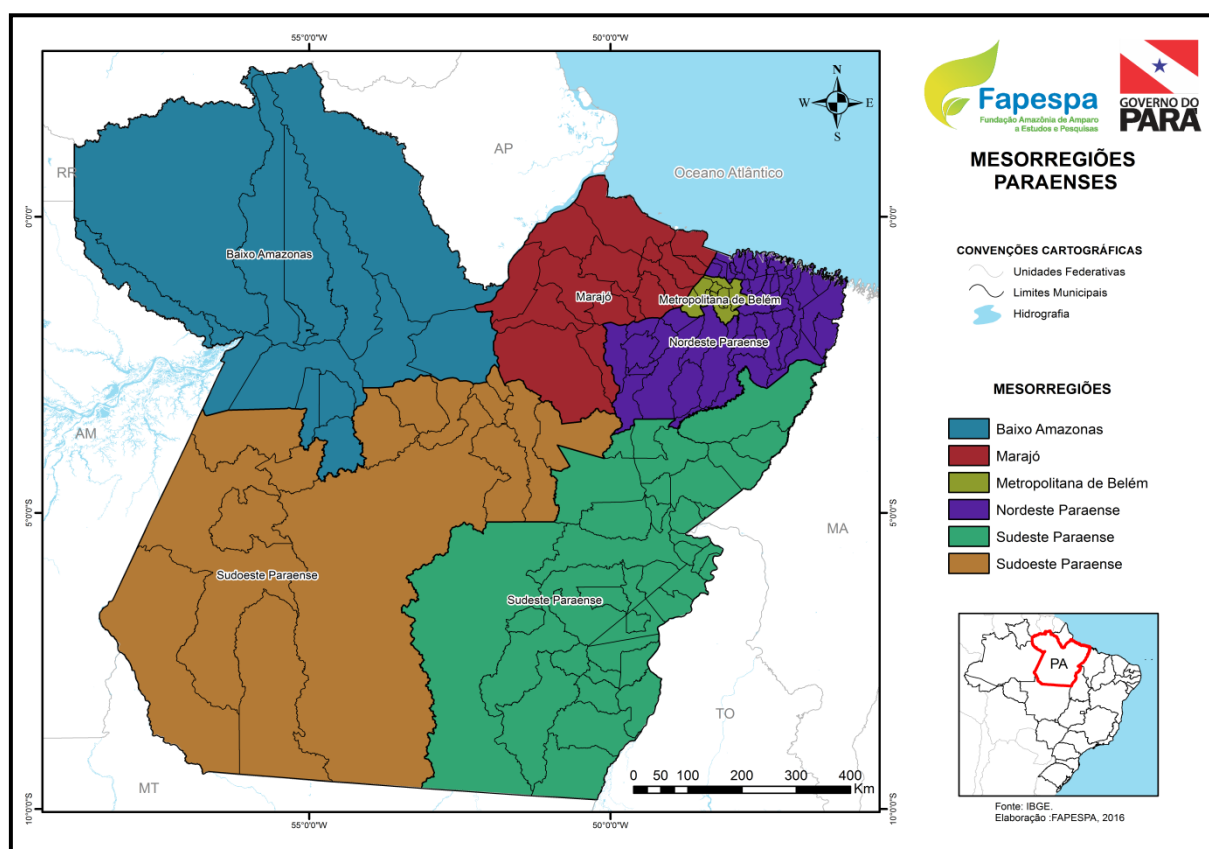 55°0'0"W
50°0'0"W
N
W
E
S
0°0'0"
RR
AP
Oceano Atlântico
Baixo Amazonas
Marajó
Metropolitana de Belém
Nordeste Paraense
AM
5°0'0"S
MA
Sudoeste Paraense
Sudeste Paraense
TO
MT
0 50 100 200 300 400
Km
10°0'0"S
55°0'0"W
50°0'0"W
0°0'0"
5°0'0"S
10°0'0"S
Fapespa
Fundação Amazônia de Amparo
a Estudos e Pesquisas
GOVERNO DO
PARÁ
MESORREGIÕES
PARAENSES
CONVENÇÕES CARTOGRÁFICAS
Unidades Federativas
Limites Municipais
Hidrografia
MESORREGIÕES
Baixo Amazonas
Marajó
Metropolitana de Belém
Nordeste Paraense
Sudeste Paraense
Sudoeste Paraense
PA
Fonte: IBGE.
Elaboração :FAPESPA, 2016